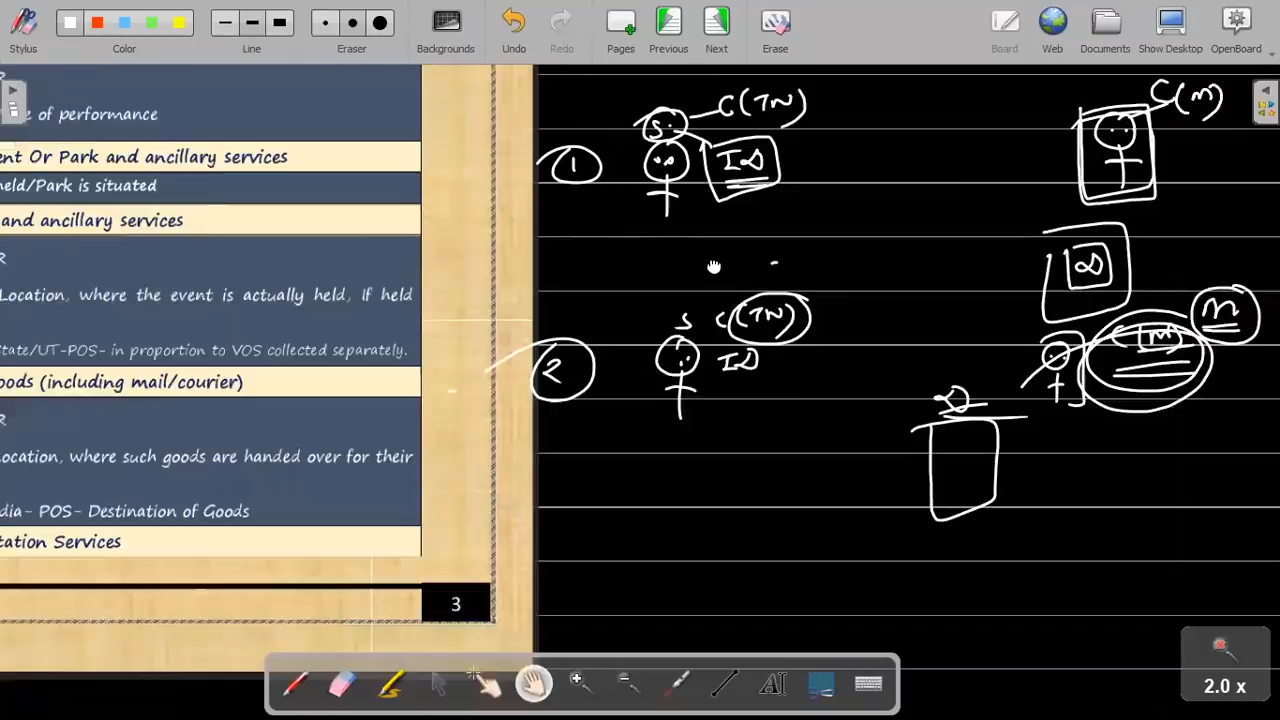 Stylus
Color
Line
Eraser
Backgrounds
Undo
Redo
Pages
Previous
Next
Erase
Board
Web
Documents
Show Desktop
OpenBoard
R
e of performance
ent Or Park and ancillary services
held/Park is situated
and ancillary services
R
Location, where the event is actually held, If held
State/UT-POS- in proportion to VOS collected separately.
oods (including mail/courier)
R
ocation, where such goods are handed over for their
dia- POS- Destination of Goods
tation Services
3
C(TN)
S
1
C(m)
S
(TN)
2
(m)
m
2.0 x